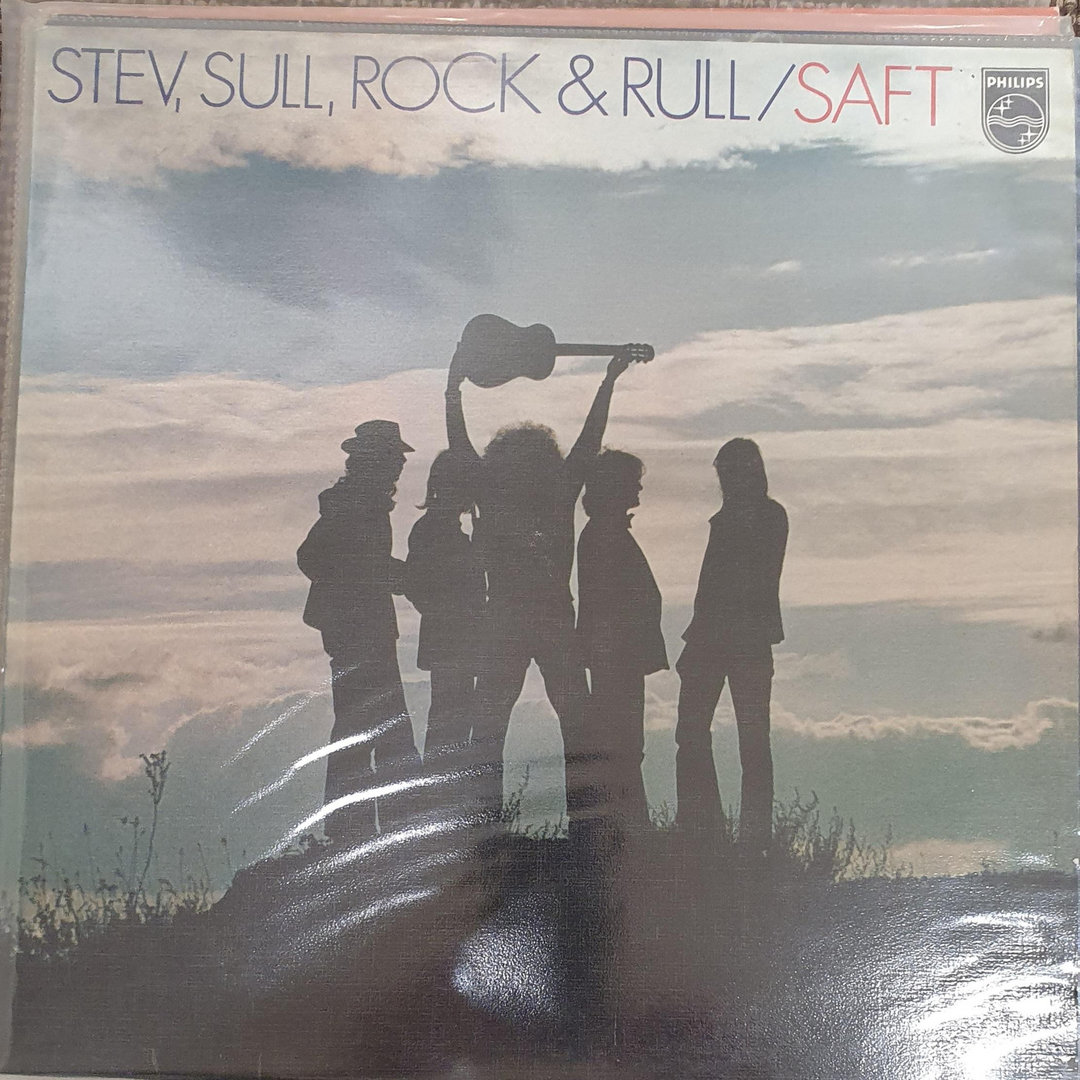 STEV, SULL, ROCK & RULL/SAFT
PHILIPS